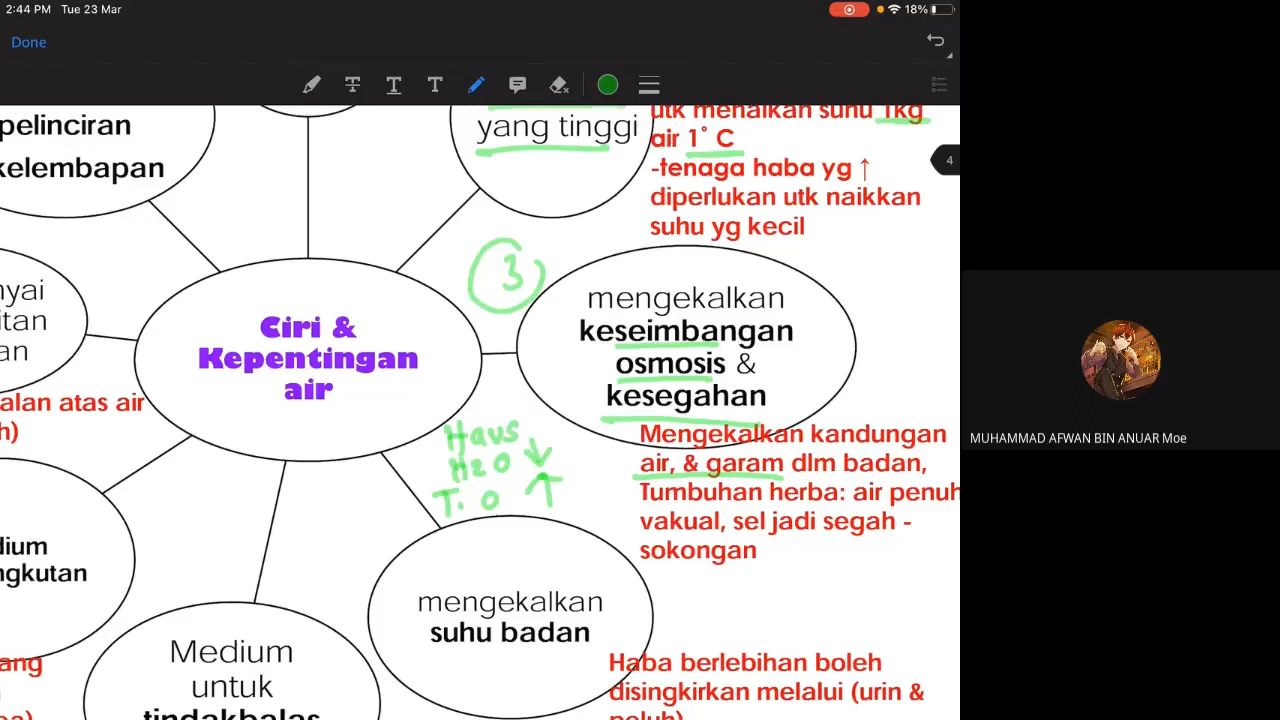 2:44 PM Tue 23 Mar
18%
Done
T
T
T
4
pelinciran
kelembapan
yang tinggi
utk menaikan suhu 1kg
air 1° C
-tenaga haba yg ↑
diperlukan utk naikkan
suhu yg kecil
3
Ciri &
Kepentingan
air
mengekalkan
keseimbangan
osmosis &
kesegahan
Mengekalkan kandungan
air, & garam dlm badan,
Tumbuhan herba: air penuh
vakual, sel jadi segah -
sokongan
Haus
H2O ↓
T. O ↑
nyai
itan
an
alan atas air
h)
dium
ngkutan
mengekalkan
suhu badan
Haba berlebihan boleh
disingkirkan melalui (urin &
peluh)
Medium
untuk
tindakbalas
ang
MUHAMMAD AFWAN BIN ANUAR Moe